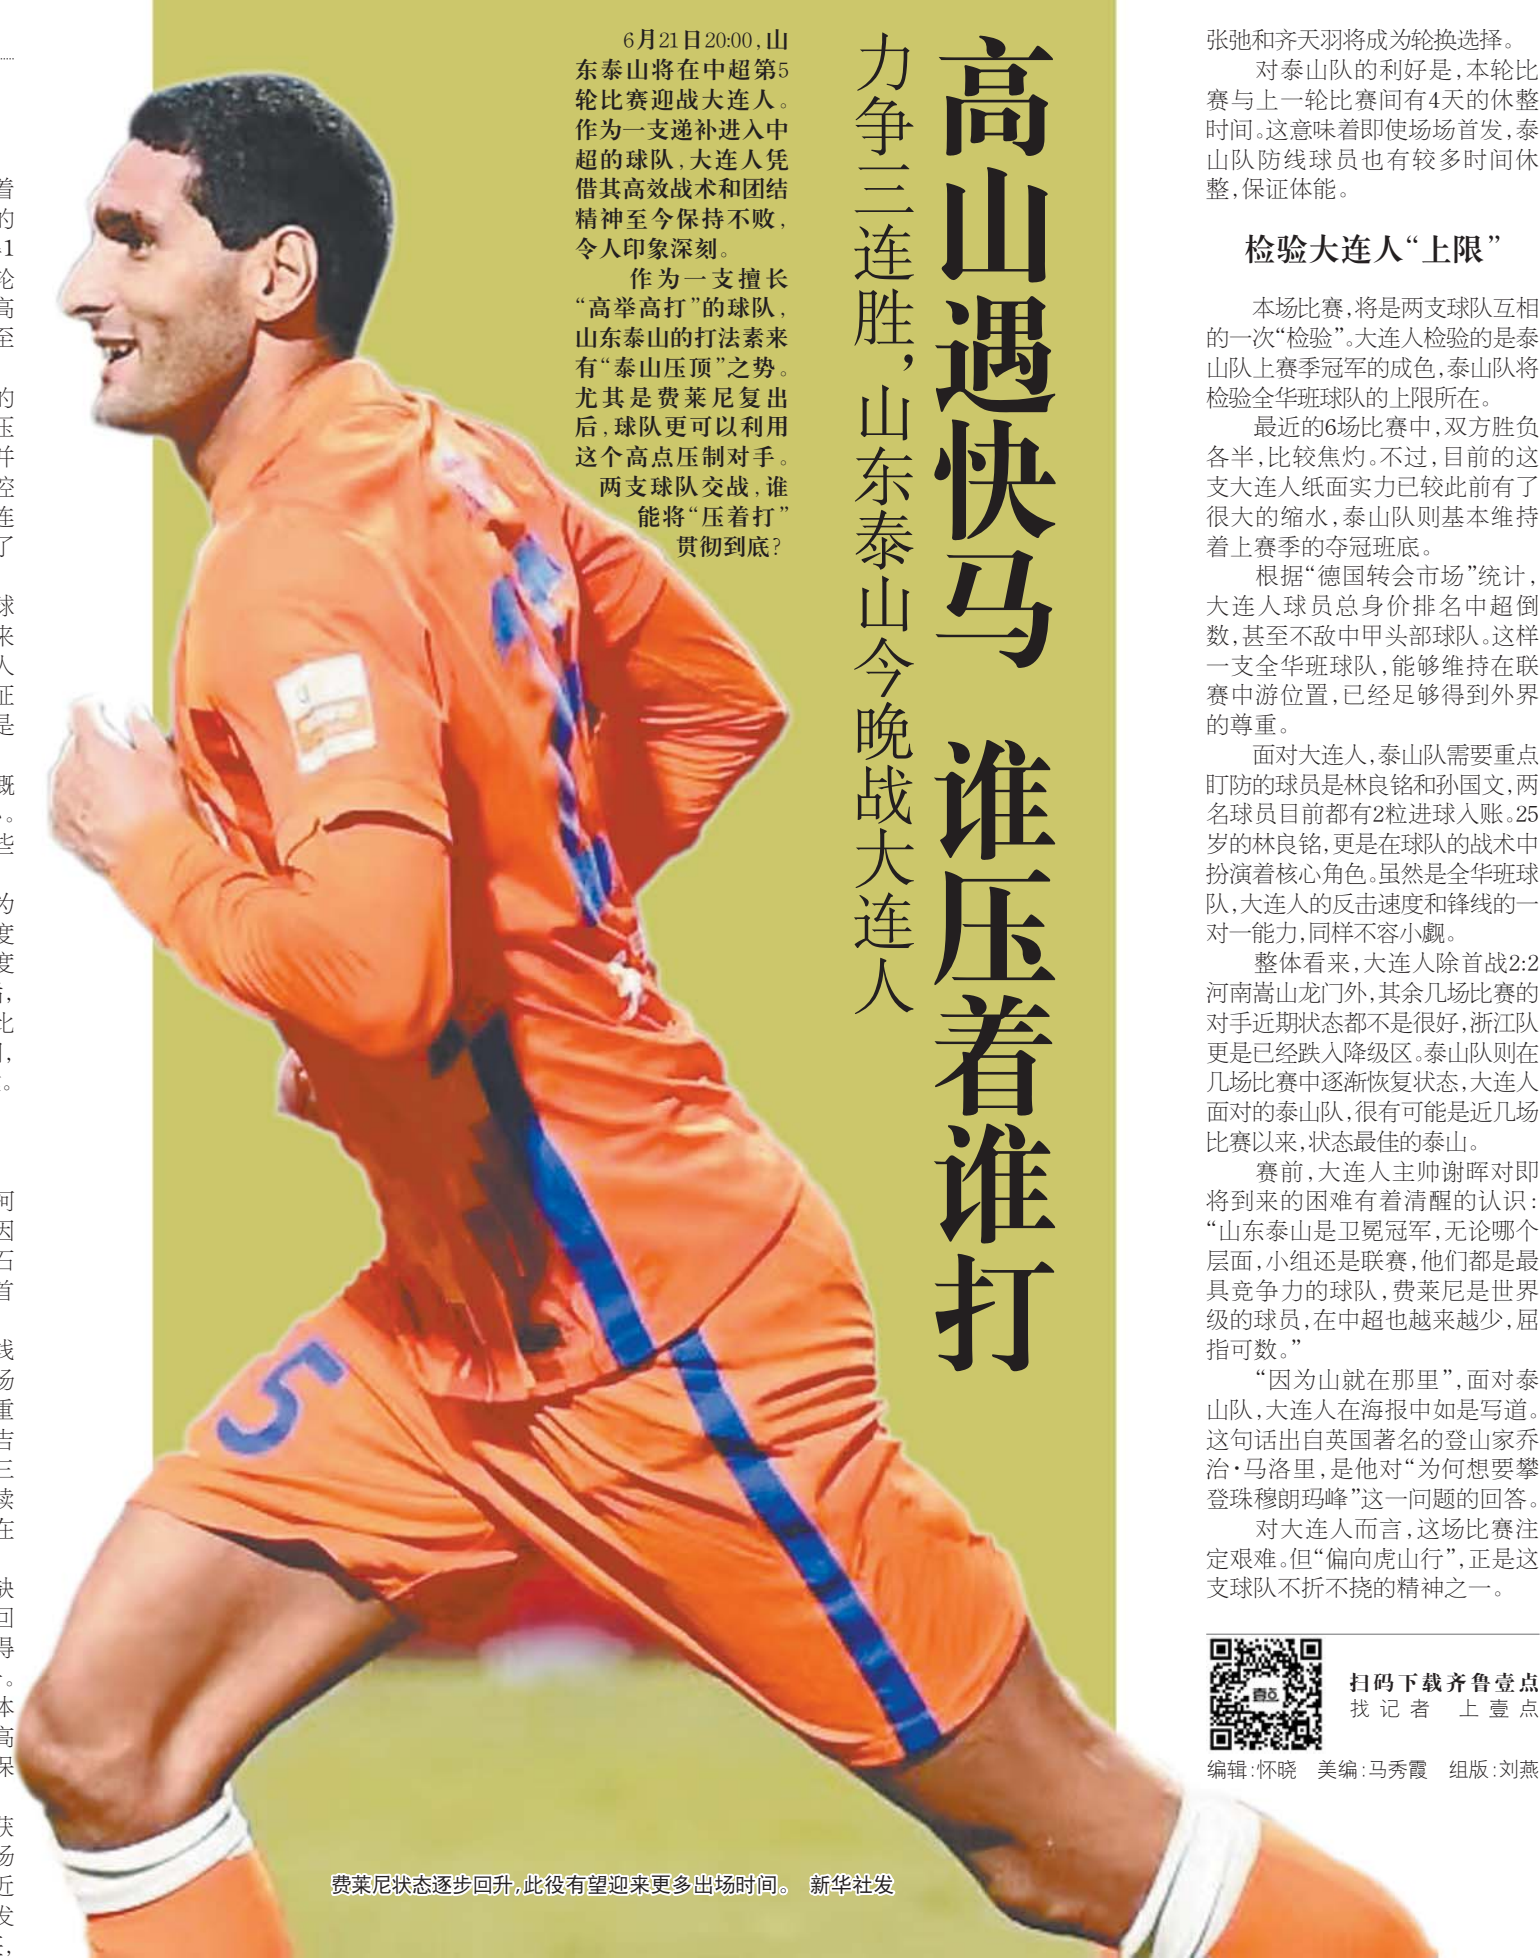 高山遇快马 谁压着谁打
力争三连胜，山东泰山今晚战大连人
6月21日20:00，山
东泰山将在中超第5
轮比赛迎战大连人。
作为一支递补进入中
超的球队，大连人凭
借其高效战术和团结
精神至今保持不败，
令人印象深刻。
作为一支擅长
“高举高打”的球队，
山东泰山的打法素来
有“泰山压顶”之势。
尤其是费莱尼复出
后，球队更可以利用
这个高点压制对手。
两支球队交战，谁
能将“压着打”
贯彻到底？
5
费莱尼状态逐步回升，此役有望迎来更多出场时间。 新华社发
张弛和齐天羽将成为轮换选择。
对泰山队的利好是，本轮比
赛与上一轮比赛间有4天的休整
时间。这意味着即使场场首发，泰
山队防线球员也有较多时间休
整，保证体能。
检验大连人“上限”
本场比赛，将是两支球队互相
的一次“检验”。大连人检验的是泰
山队上赛季冠军的成色，泰山队将
检验全华班球队的上限所在。
最近的6场比赛中，双方胜负
各半，比较焦灼。不过，目前的这
支大连人纸面实力已较此前有了
很大的缩水，泰山队则基本维持
着上赛季的夺冠班底。
根据“德国转会市场”统计，
大连人球员总身价排名中超倒
数，甚至不敌中甲头部球队。这样
一支全华班球队，能够维持在联
赛中游位置，已经足够得到外界
的尊重。
面对大连人，泰山队需要重点
盯防的球员是林良铭和孙国文，两
名球员目前都有2粒进球入账。25
岁的林良铭，更是在球队的战术中
扮演着核心角色。虽然是全华班球
队，大连人的反击速度和锋线的一
对一能力，同样不容小觑。
整体看来，大连人除首战2:2
河南嵩山龙门外，其余几场比赛的
对手近期状态都不是很好，浙江队
更是已经跌入降级区。泰山队则在
几场比赛中逐渐恢复状态，大连人
面对的泰山队，很有可能是近几场
比赛以来，状态最佳的泰山。
赛前，大连人主帅谢晖对即
将到来的困难有着清醒的认识：
“山东泰山是卫冕冠军，无论哪个
层面，小组还是联赛，他们都是最
具竞争力的球队，费莱尼是世界
级的球员，在中超也越来越少，屈
指可数。”
“因为山就在那里”，面对泰
山队，大连人在海报中如是写道。
这句话出自英国著名的登山家乔
治·马洛里，是他对“为何想要攀
登珠穆朗玛峰”这一问题的回答。
对大连人而言，这场比赛注
定艰难。但“偏向虎山行”，正是这
支球队不折不挠的精神之一。
壹点
扫码下载齐鲁壹点
找记者 上壹点
编辑：怀晓 美编：马秀霞 组版：刘燕